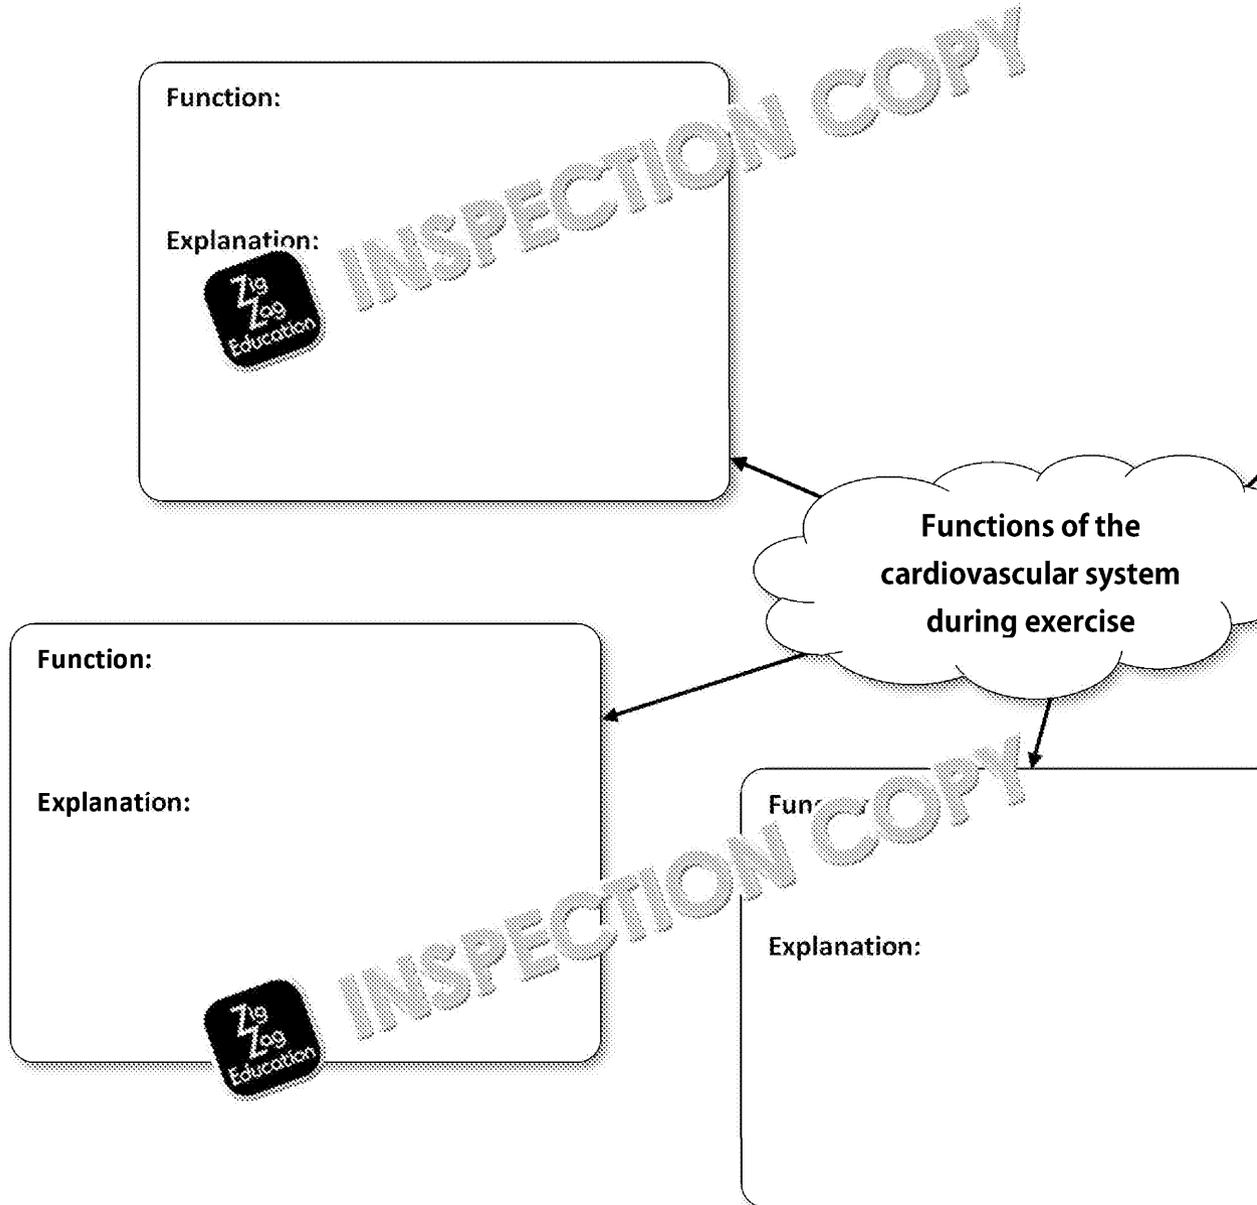 Function:
Explanation:
Zig
Zag
Education
INSPECTION COPY
Functions of the
cardiovascular system
during exercise
Function:
Explanation:
Explanation:
Zig
Zag
Education
INSPECTION COPY